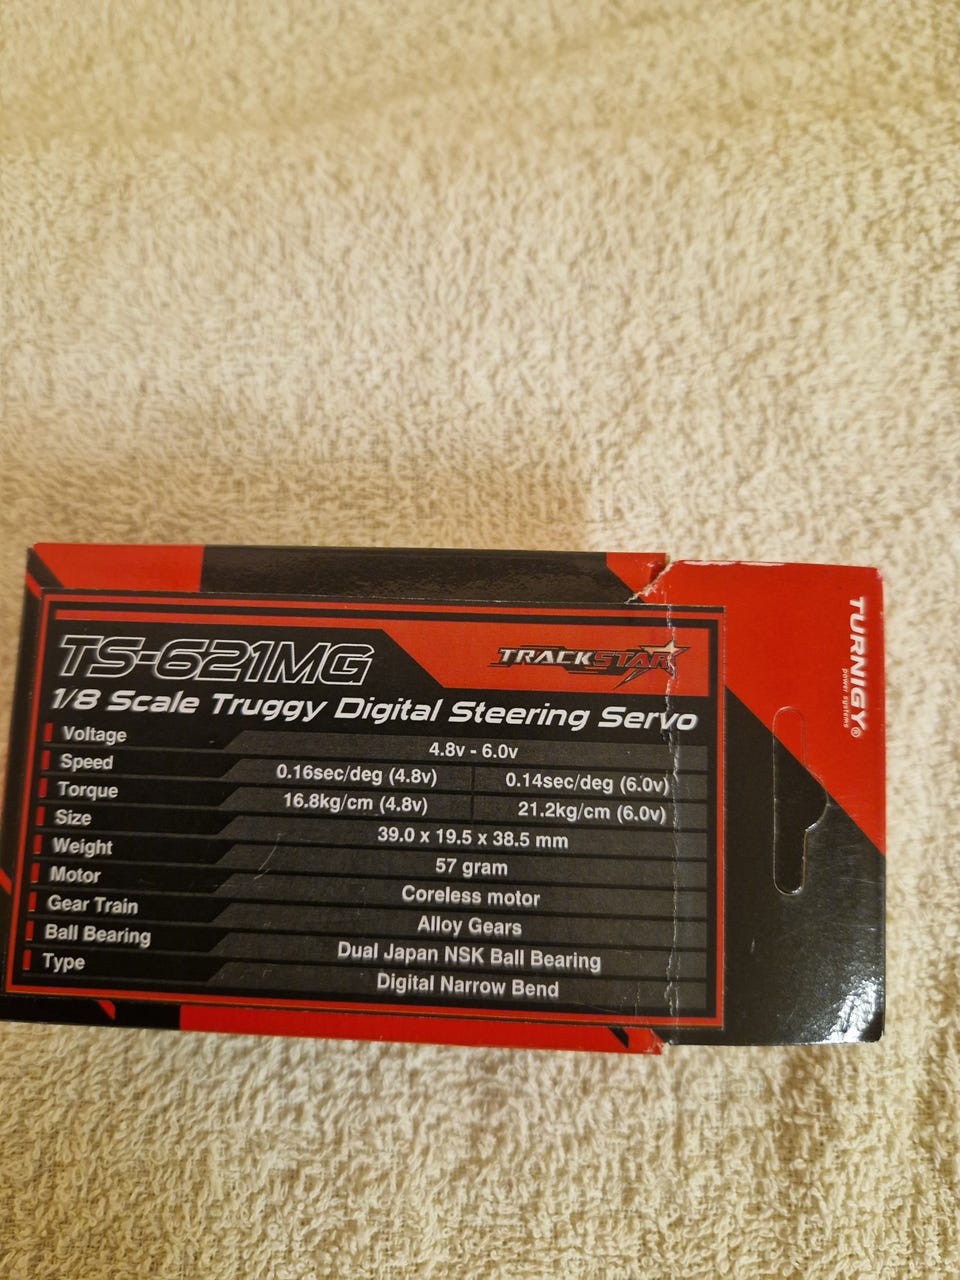 TS-621MG
TRACKSTAR
1/8 Scale Truggy Digital Steering Servo
Voltage 4.8v - 6.0v
Speed 0.16sec/deg (4.8v) 0.14sec/deg (6.0v)
Torque 16.8kg/cm (4.8v) 21.2kg/cm (6.0v)
Size 39.0 x 19.5 x 38.5 mm
Weight 57 gram
Motor Coreless motor
Gear Train Alloy Gears
Ball Bearing Dual Japan NSK Ball Bearing
Type Digital Narrow Bend
TURNIGY®
power systems